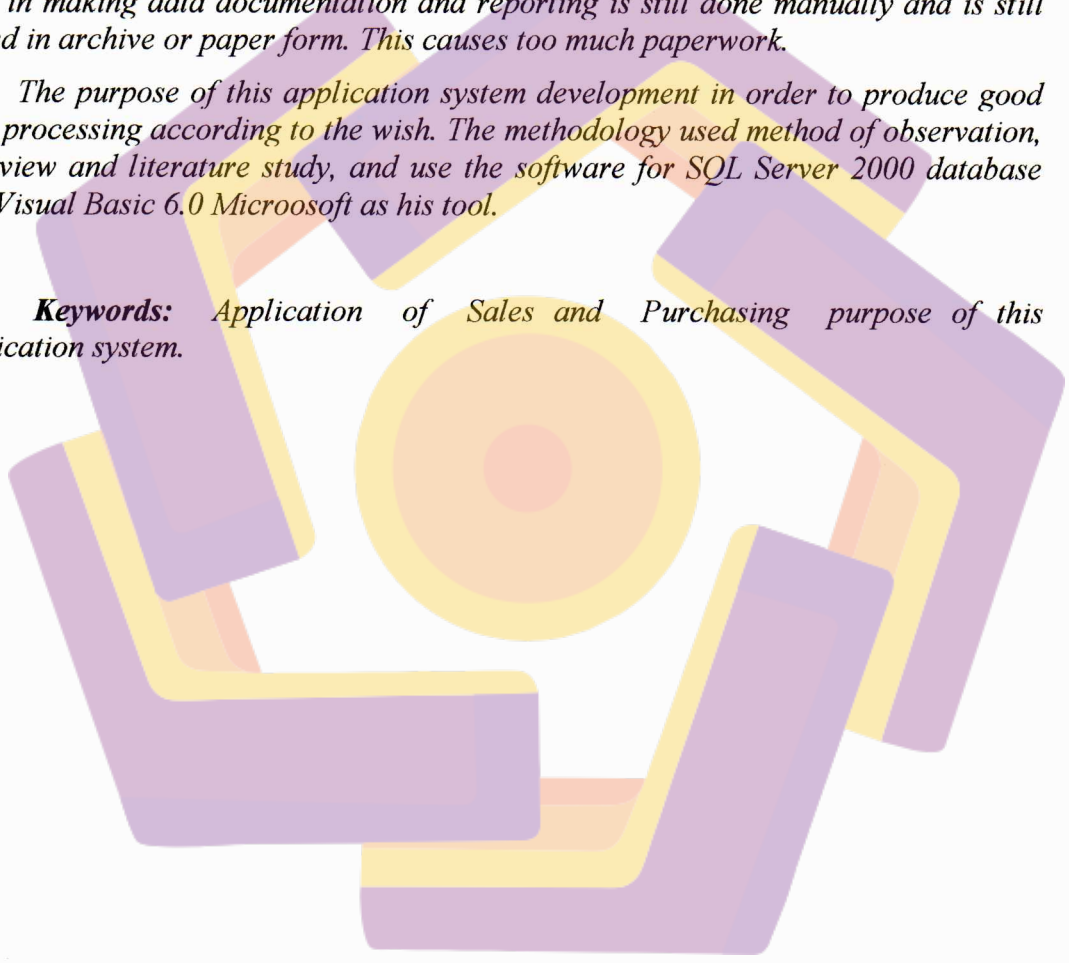 in making data documentation and reporting is still done manually and is still
d in archive or paper form. This causes too much paperwork.
The purpose of this application system development in order to produce good
processing according to the wish. The methodology used method of observation,
view and literature study, and use the software for SQL Server 2000 database
Visual Basic 6.0 Microosoft as his tool.
Keywords: Application of Sales and Purchasing purpose of this
ication system.